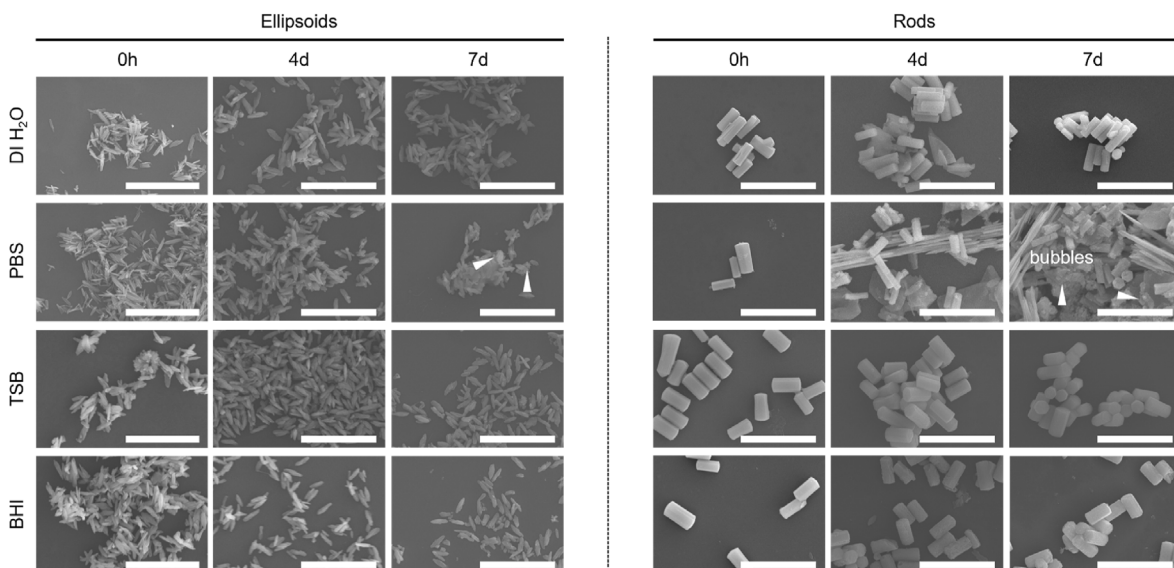 Ellipsoids Rods
0h 4d 7d 0h 4d 7d
DI H₂O
PBS
bubbles
TSB
BHI